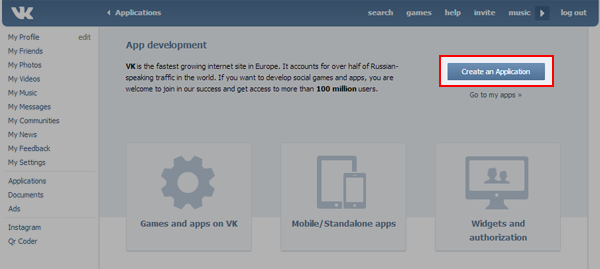 VK
Applications
search games help invite music log out
My Profile edit
My Friends
My Photos
My Videos
My Music
My Messages
My Communities
My News
My Feedback
My Settings
Applications
Documents
Ads
Instagram
Qr Coder
App development
VK is the fastest growing internet site in Europe. It accounts for over half of Russian-
speaking traffic in the world. If you want to develop social games and apps, you are
welcome to join in our success and get access to more than 100 million users.
Create an Application
Go to my apps »
Games and apps on VK
Mobile/Standalone apps
Widgets and
authorization